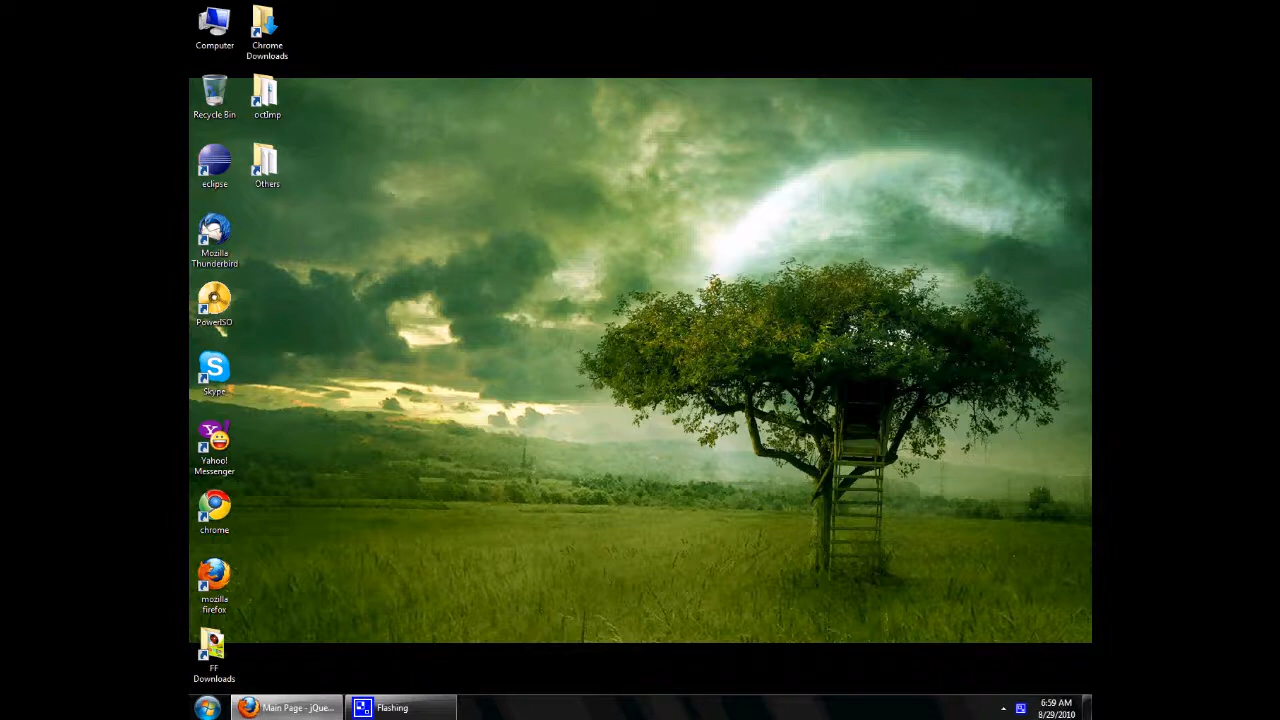 Computer
Chrome
Downloads
Recycle Bin
octImp
eclipse
Others
Mozilla
Thunderbird
PowerISO
Skype
Yahoo!
Messenger
chrome
mozilla
firefox
FF
Downloads
Main Page - jQue...
Flashing
6:59 AM
8/29/2010